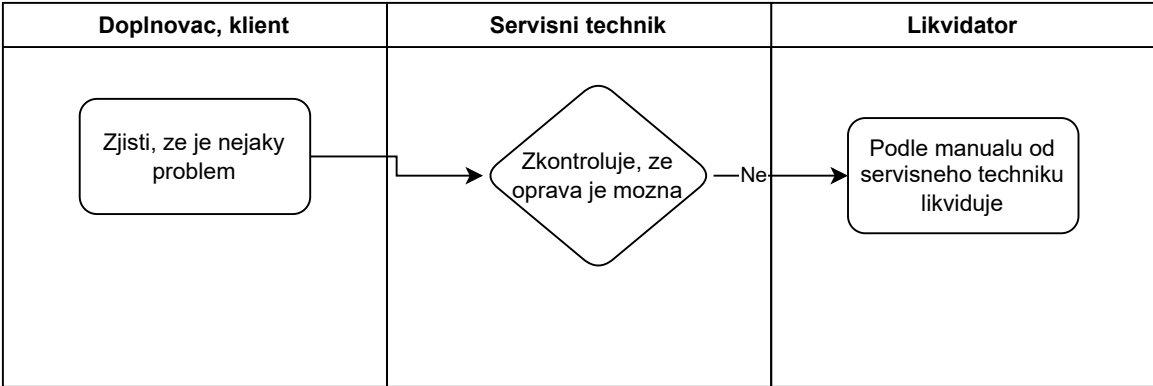 Doplnovac, klient
Servisni technik
Likvidator
Zjisti, ze je nejaky
problem
Zkontroluje, ze
oprava je mozna
Ne
Podle manualu od
servisneho techniku
likviduje